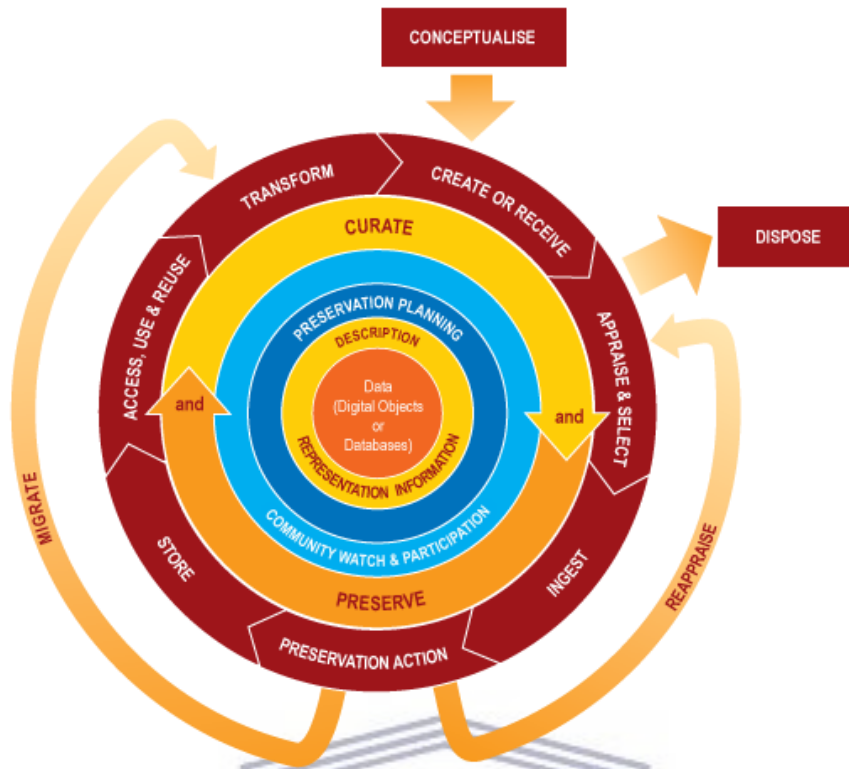 CONCEPTUALISE
DISPOSE
TRANSFORM
CREATE OR RECEIVE
APPRAISE & SELECT
INGEST
PRESERVATION ACTION
STORE
ACCESS, USE & REUSE
MIGRATE
REAPPRAISE
CURATE
and
PRESERVE
and
PRESERVATION PLANNING
COMMUNITY WATCH & PARTICIPATION
DESCRIPTION
REPRESENTATION INFORMATION
Data
(Digital Objects
or
Databases)